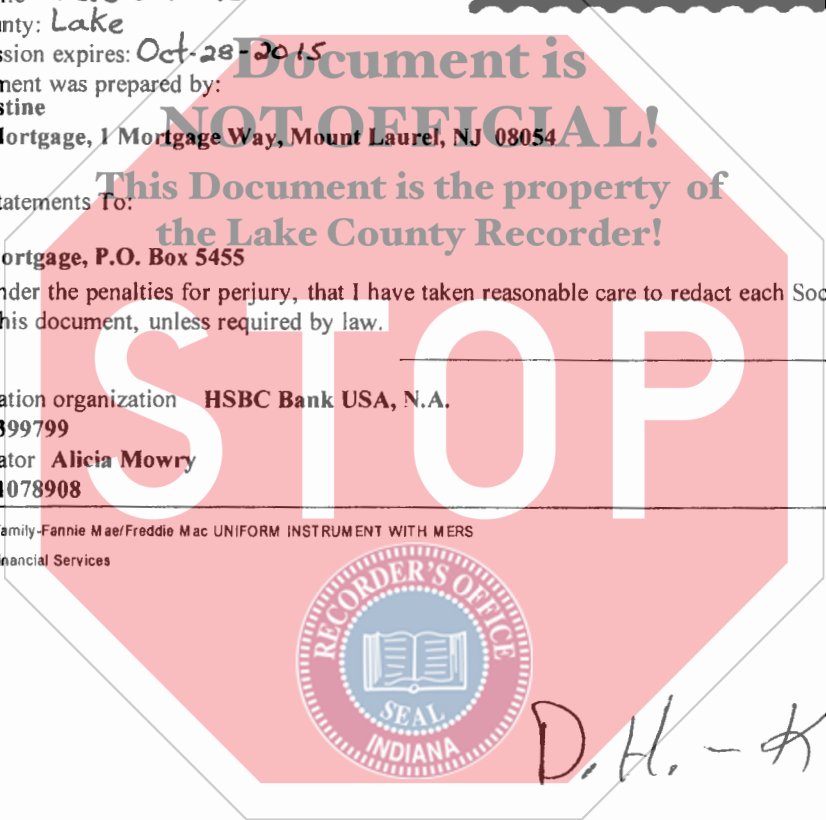 nty: Lake
ssion expires: Oct-28-2015
Document is
ment was prepared by:
stine
NOT OFFICIAL!
ortgage, 1 Mortgage Way, Mount Laurel, NJ 08054
This Document is the property of
tatements To:
the Lake County Recorder!
ortgage, P.O. Box 5455
nder the penalties for perjury, that I have taken reasonable care to redact each Soc
his document, unless required by law.
STOP
ation organization HSBC Bank USA, N.A.
399799
ator Alicia Mowry
1078908
amily-Fannie Mae/Freddie Mac UNIFORM INSTRUMENT WITH MERS
inancial Services
RECORDER'S OFFICE
SEAL
INDIANA
D.H. - K